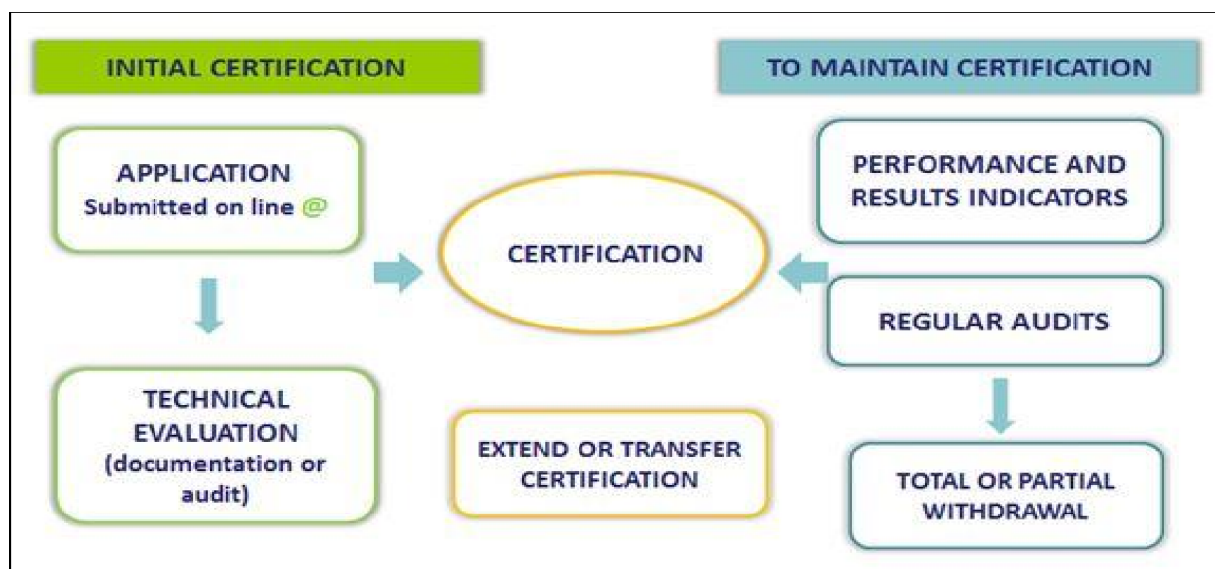 INITIAL CERTIFICATION
APPLICATION
Submitted on line @
TECHNICAL
EVALUATION
(documentation or
audit)
CERTIFICATION
EXTEND OR TRANSFER
CERTIFICATION
TO MAINTAIN CERTIFICATION
PERFORMANCE AND
RESULTS INDICATORS
REGULAR AUDITS
TOTAL OR PARTIAL
WITHDRAWAL